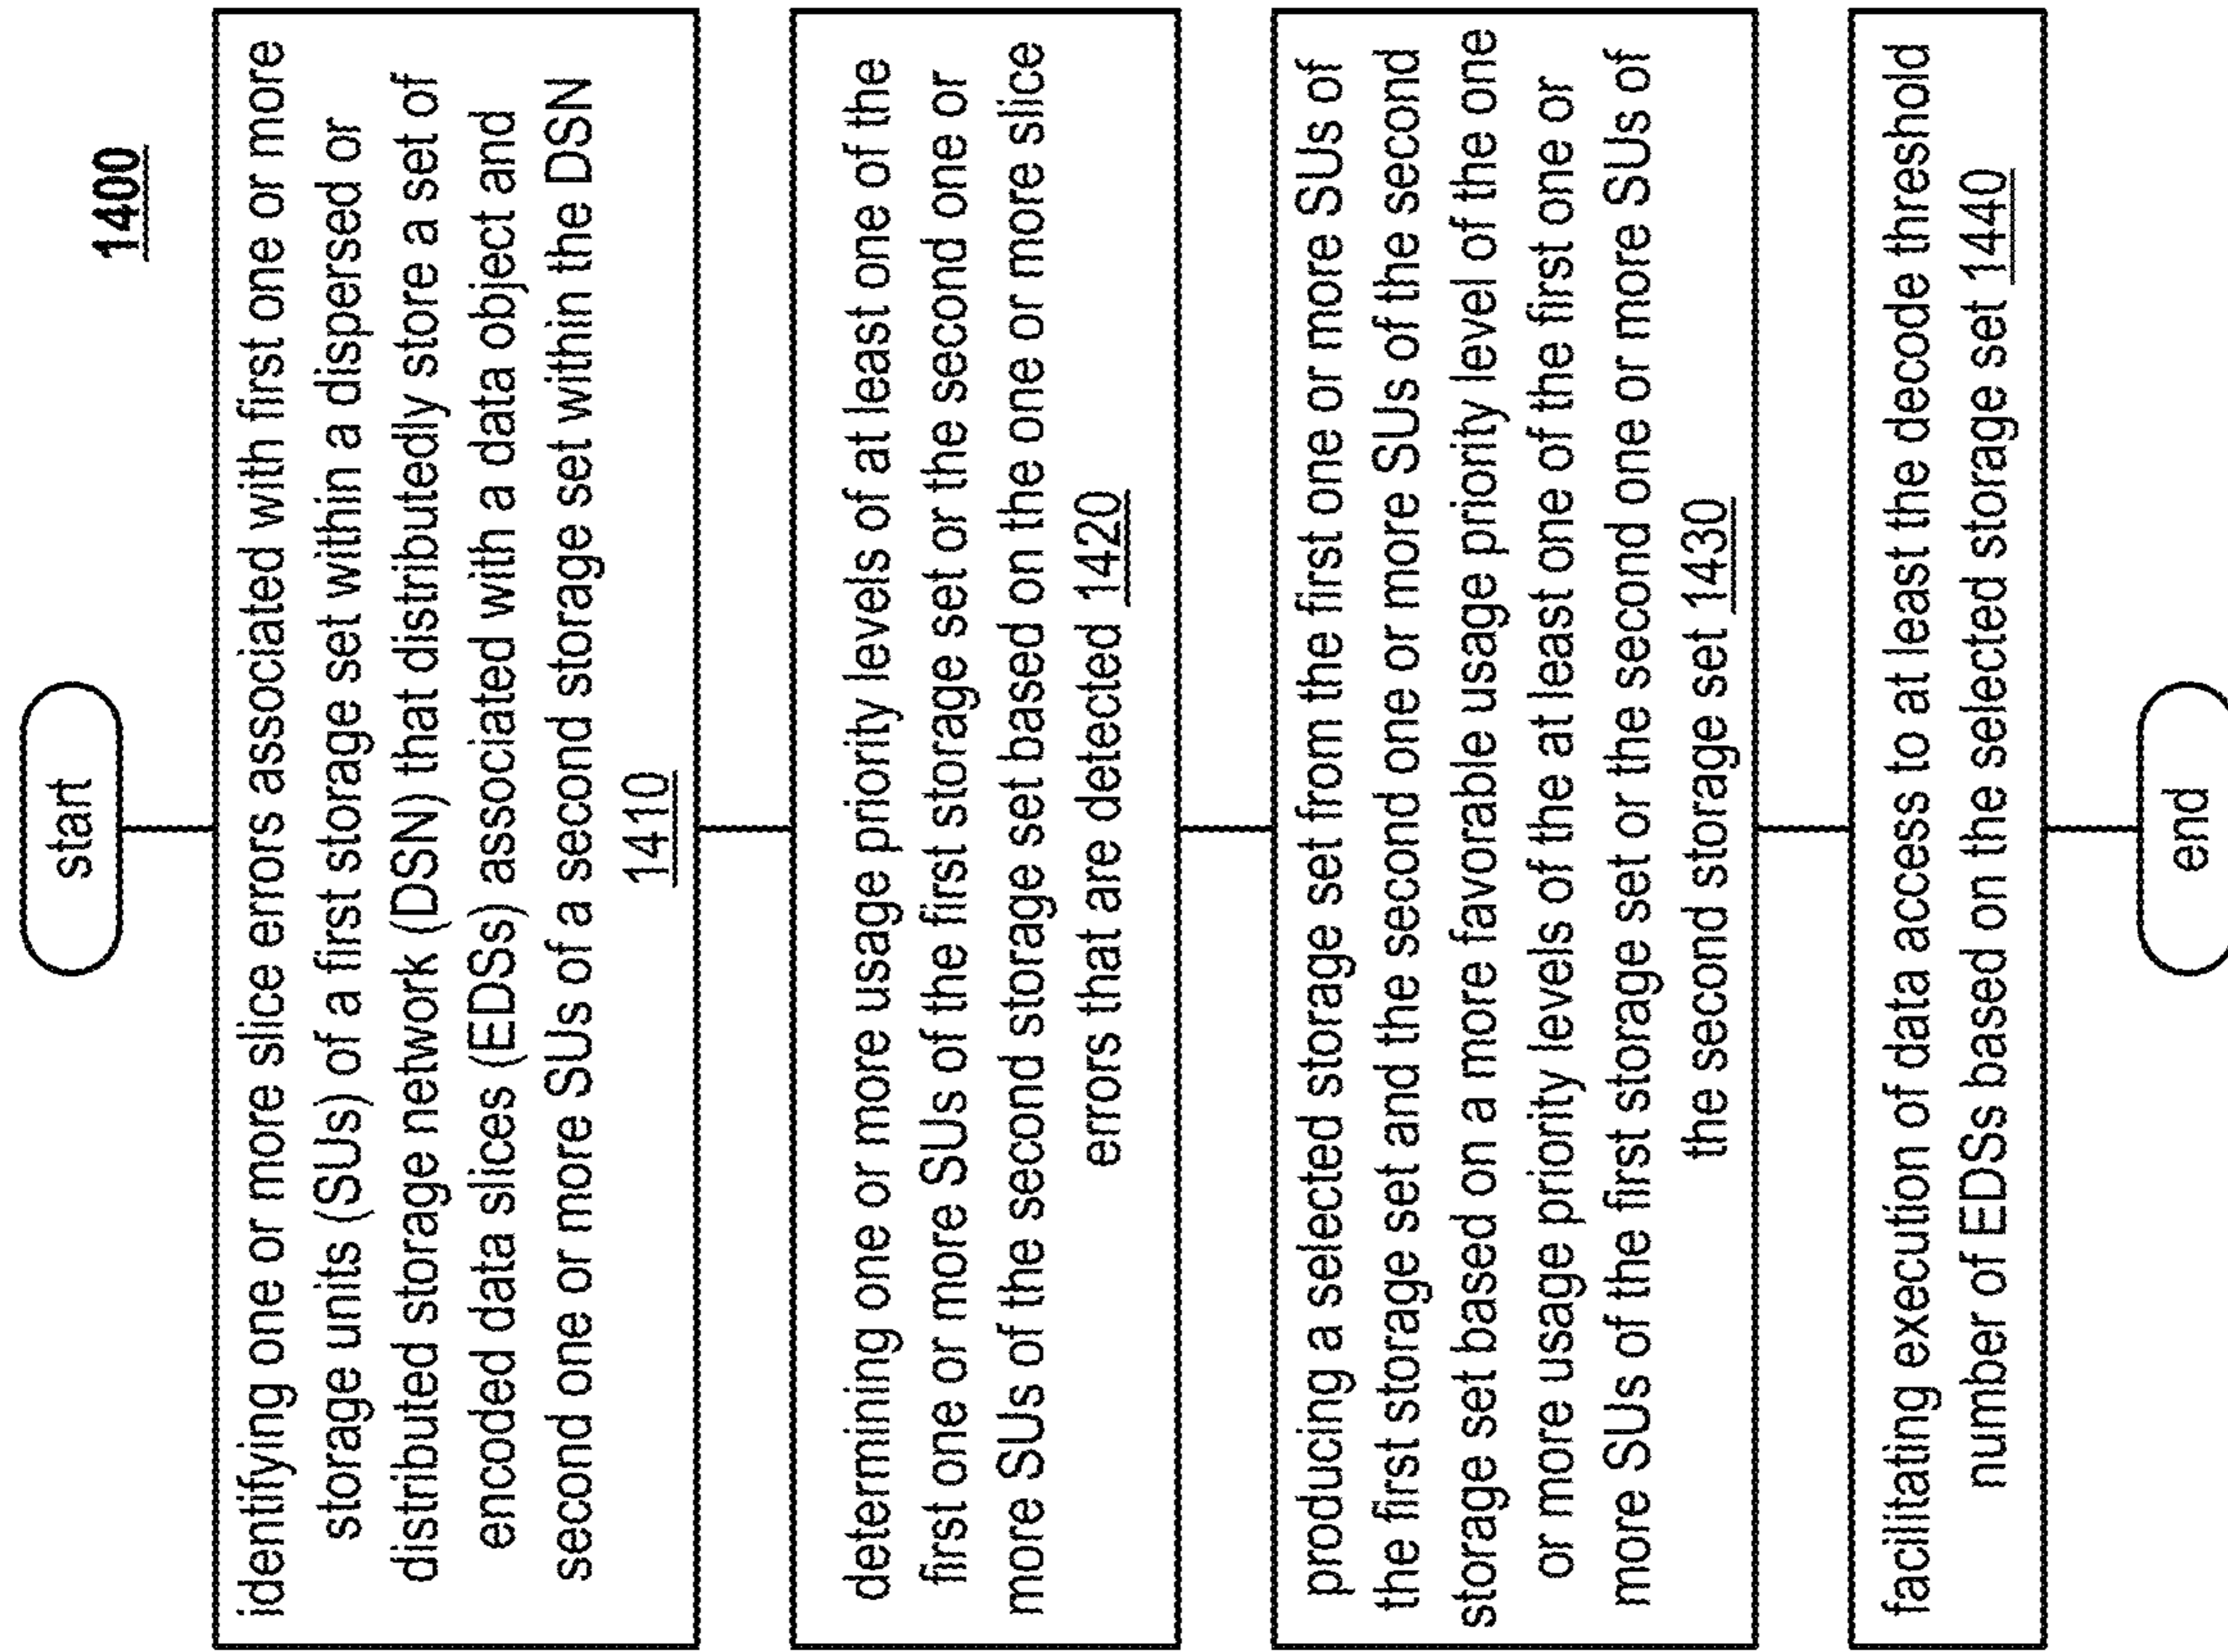 1400
start
identifying one or more slice errors associated with first one or more
storage units (SUs) of a first storage set within a dispersed or
distributed storage network (DSN) that distributedly store a set of
encoded data slices (EDSs) associated with a data object and
second one or more SUs of a second storage set within the DSN
1410
determining one or more usage priority levels of at least one of the
first one or more SUs of the first storage set or the second one or
more SUs of the second storage set based on the one or more slice
errors that are detected 1420
producing a selected storage set from the first one or more SUs of
the first storage set and the second one or more SUs of the second
storage set based on a more favorable usage priority level of the one
or more usage priority levels of the at least one of the first one or
more SUs of the first storage set or the second one or more SUs of
the second storage set 1430
facilitating execution of data access to at least the decode threshold
number of EDSs based on the selected storage set 1440
end